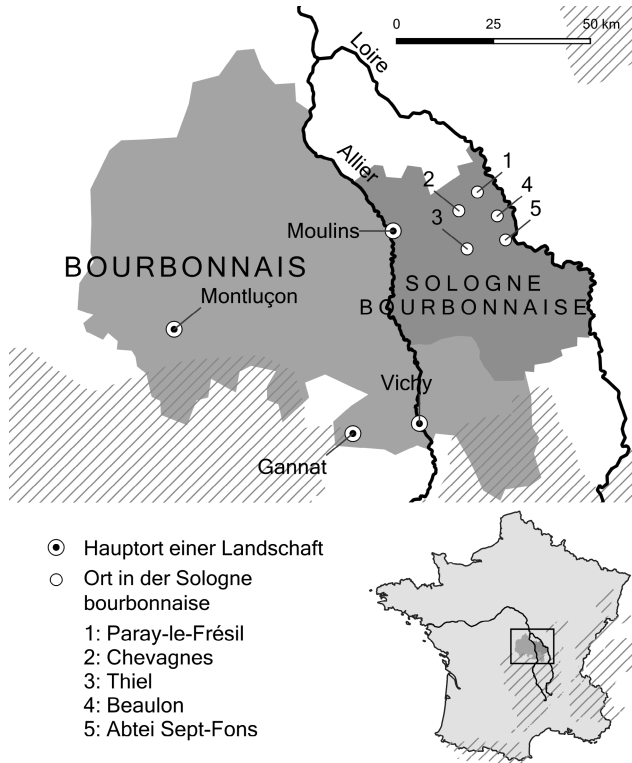 0 25 50 km
Loire
Allier
1
2
4
3
5
Moulins
BOURBONNAIS
SOLOGNE
BOURBONNAISE
Montluçon
Vichy
Gannat
Hauptort einer Landschaft
Ort in der Sologne
bourbonnaise
1: Paray-le-Frésil
2: Chevagnes
3: Thiel
4: Beaulon
5: Abtei Sept-Fons